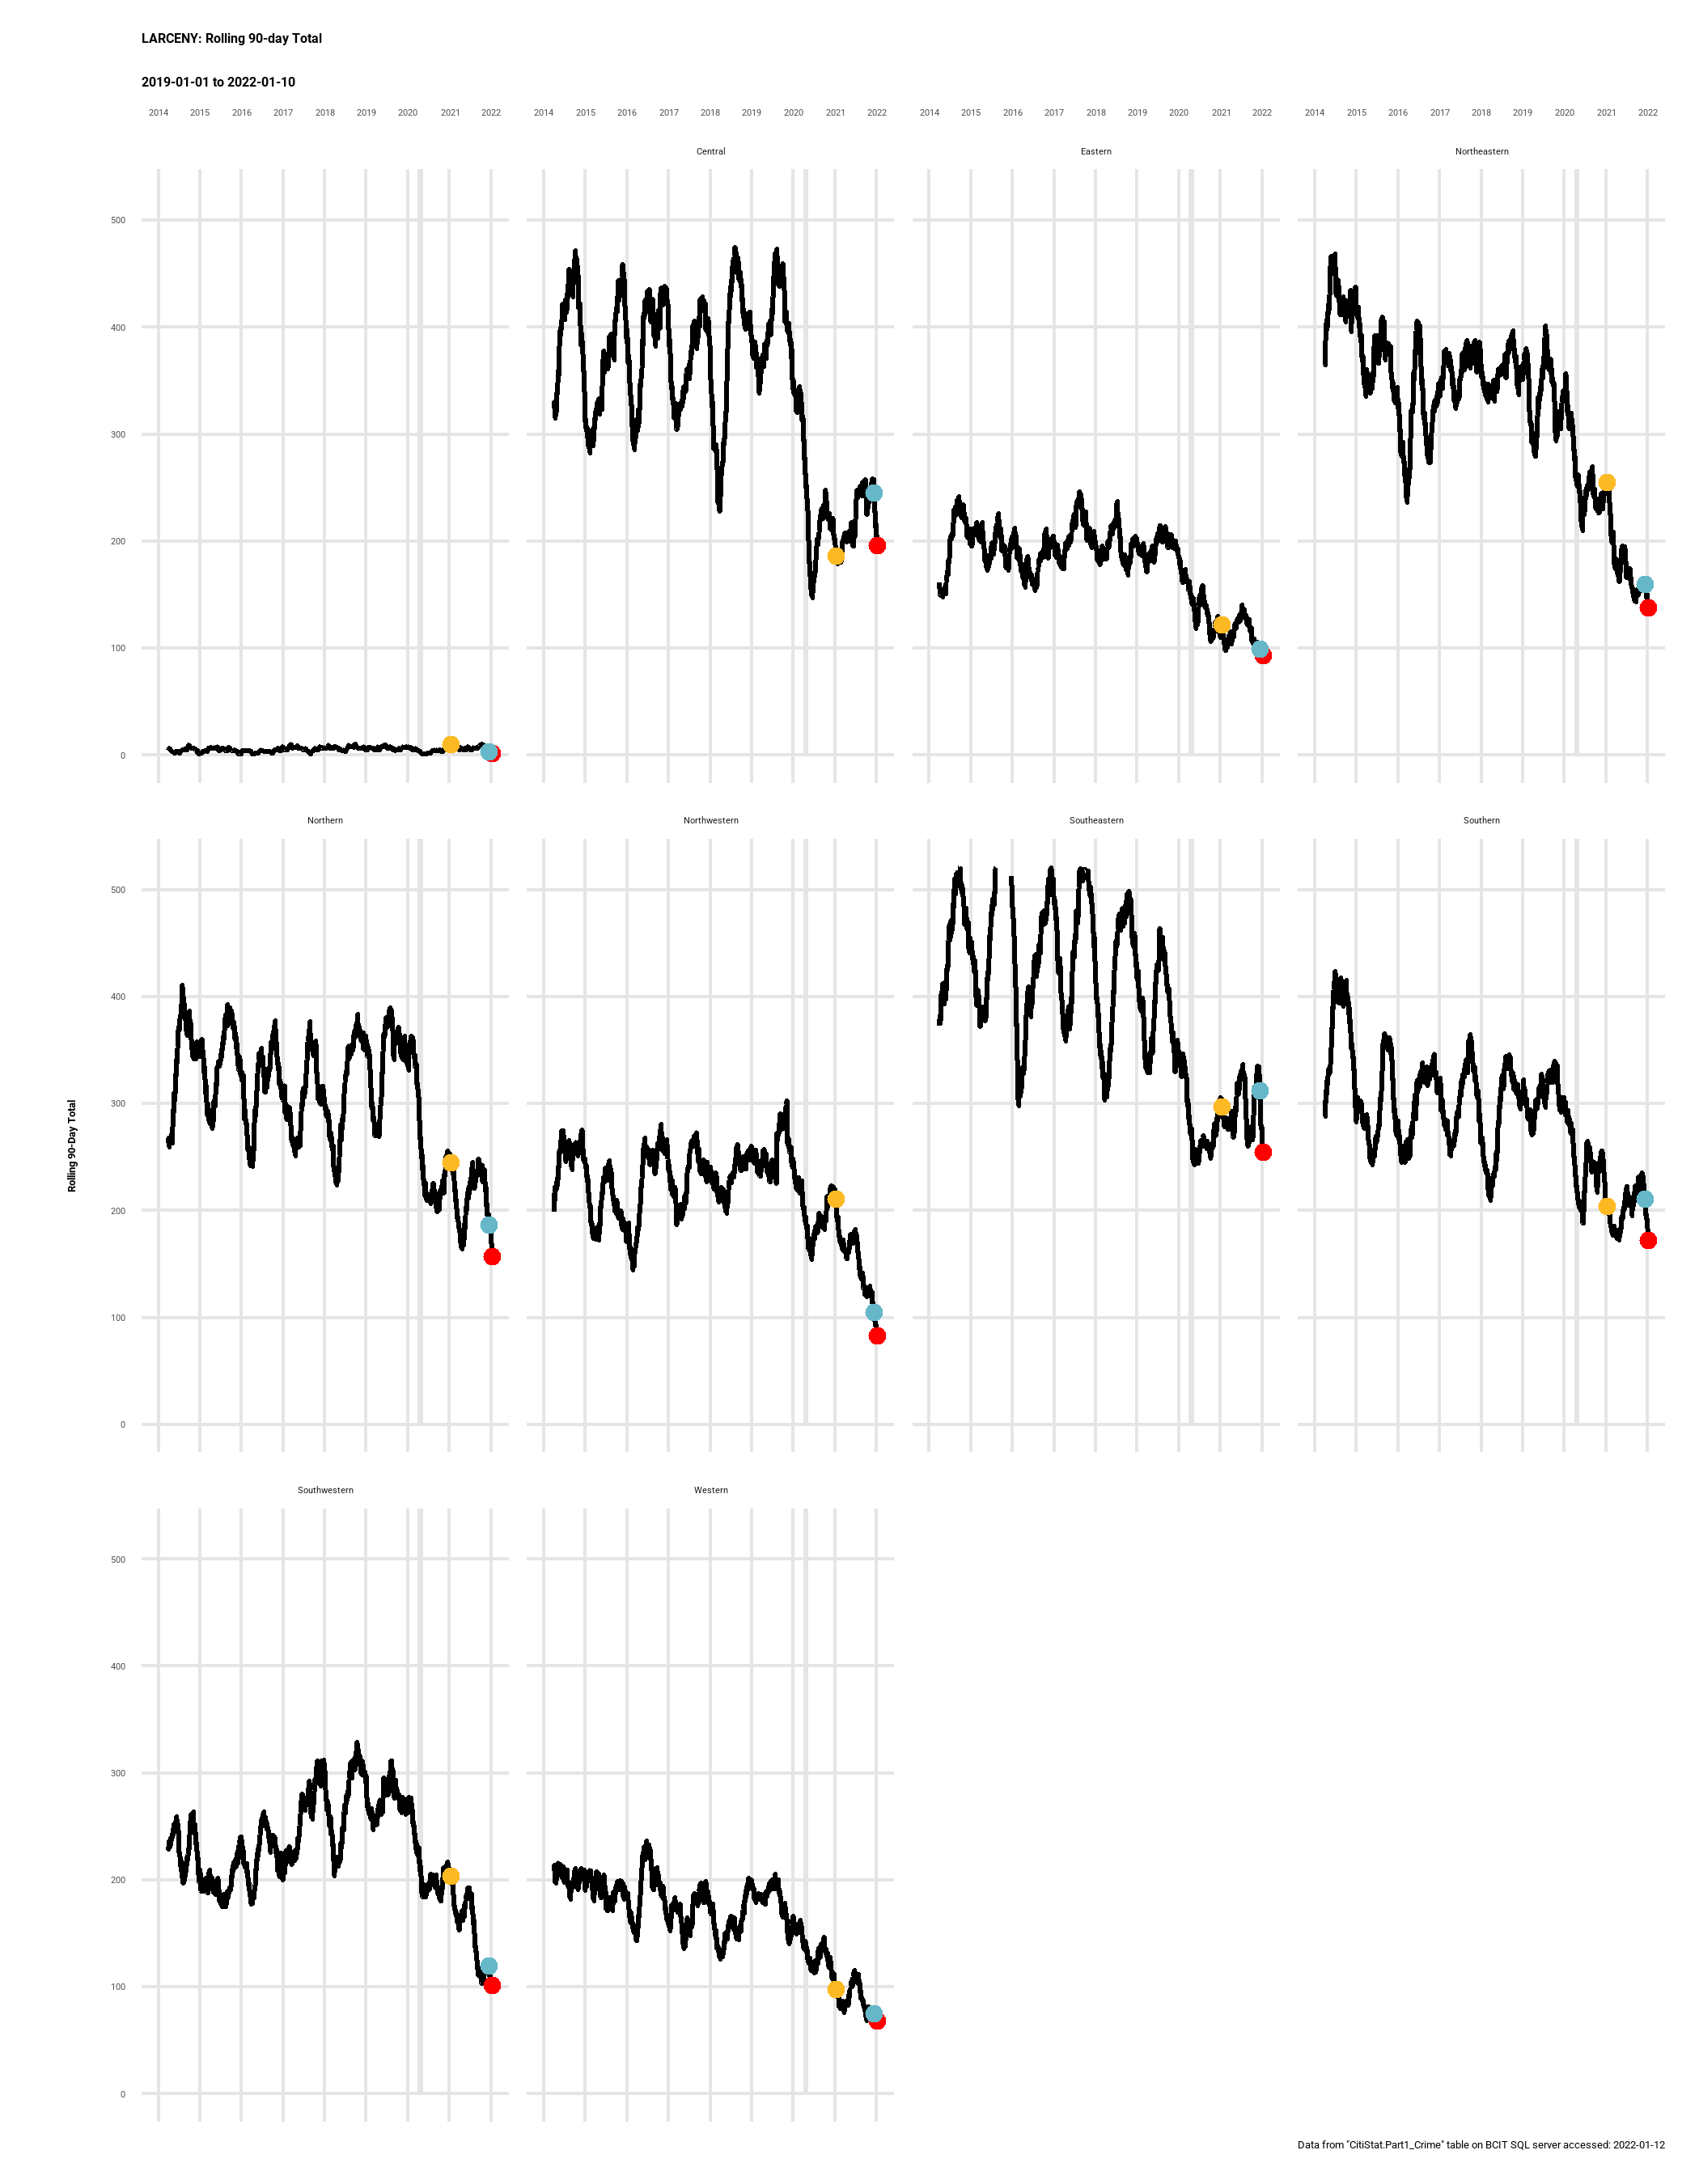 LARCENY: Rolling 90-day Total
2019-01-01 to 2022-01-10
2014 2015 2016 2017 2018 2019 2020 2021 2022 2014 2015 2016 2017 2018 2019 2020 2021 2022 2014 2015 2016 2017 2018 2019 2020 2021 2022 2014 2015 2016 2017 2018 2019 2020 2021 2022
Central Eastern Northeastern
500
400
300
200
100
0
Northern Northwestern Southeastern Southern
500
400
300
200
100
0
Rolling 90-Day Total
Southwestern Western
500
400
300
200
100
0
Data from "CitiStat.Part1_Crime" table on BCIT SQL server accessed: 2022-01-12